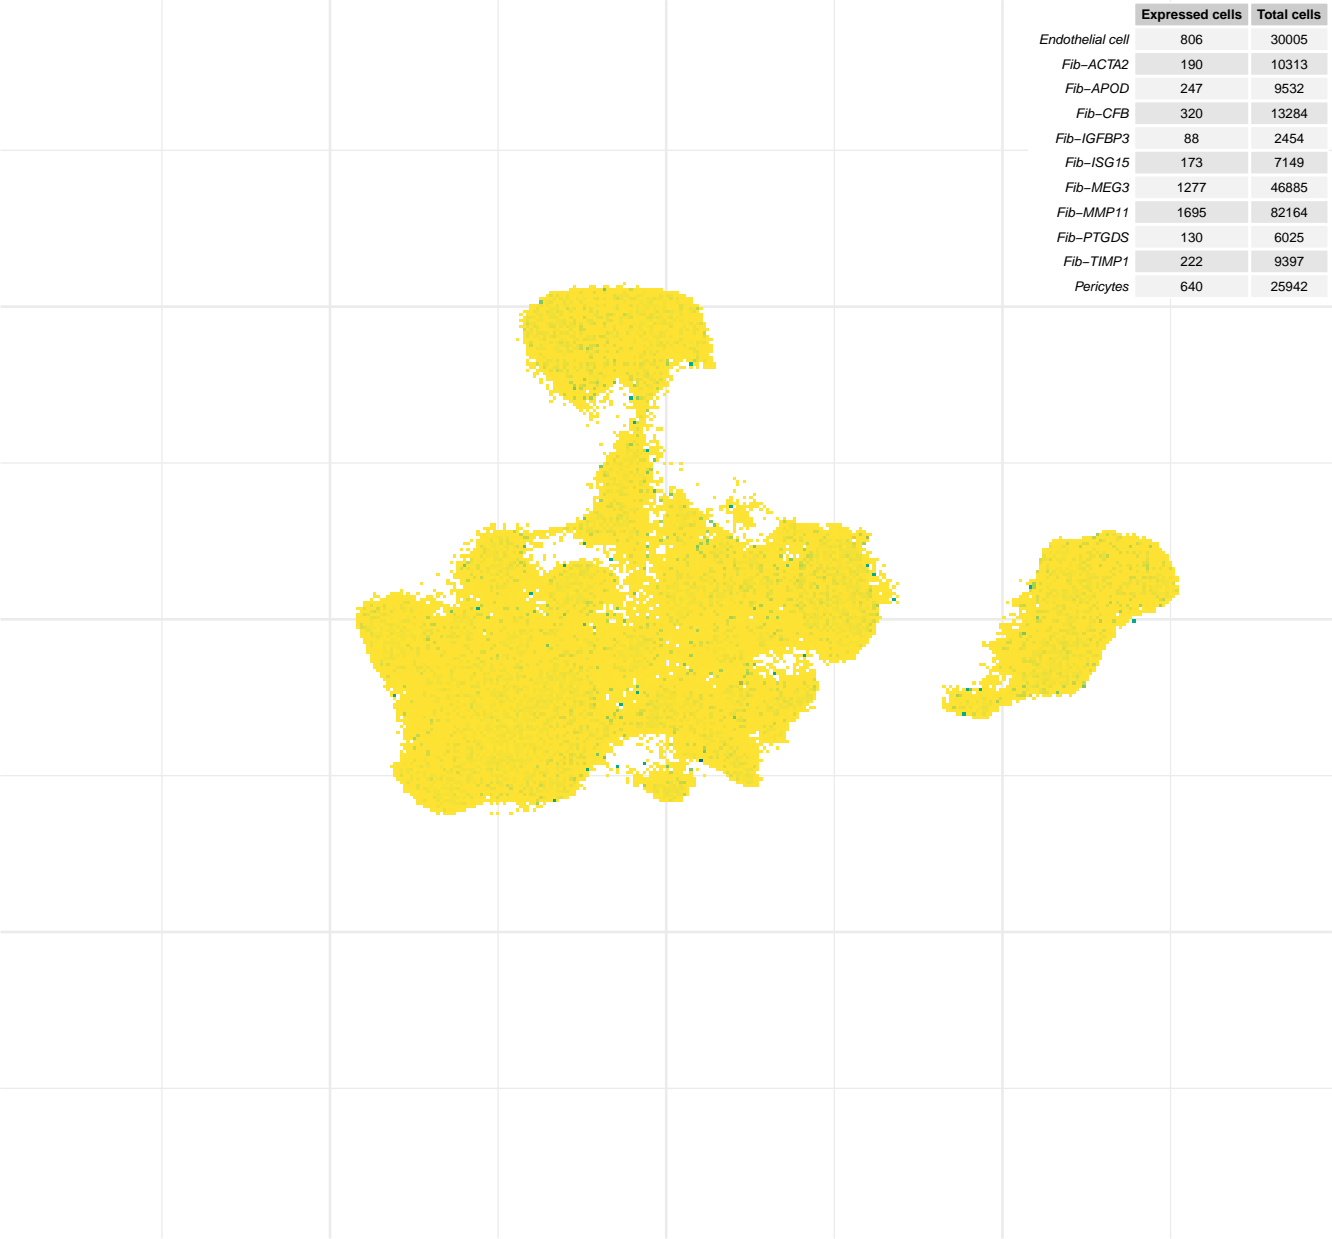 Expressed cells Total cells
Endothelial cell 806 30005
Fib−ACTA2 190 10313
Fib−APOD 247 9532
Fib−CFB 320 13284
Fib−IGFBP3 88 2454
Fib−ISG15 173 7149
Fib−MEG3 1277 46885
Fib−MMP11 1695 82164
Fib−PTGDS 130 6025
Fib−TIMP1 222 9397
Pericytes 640 25942